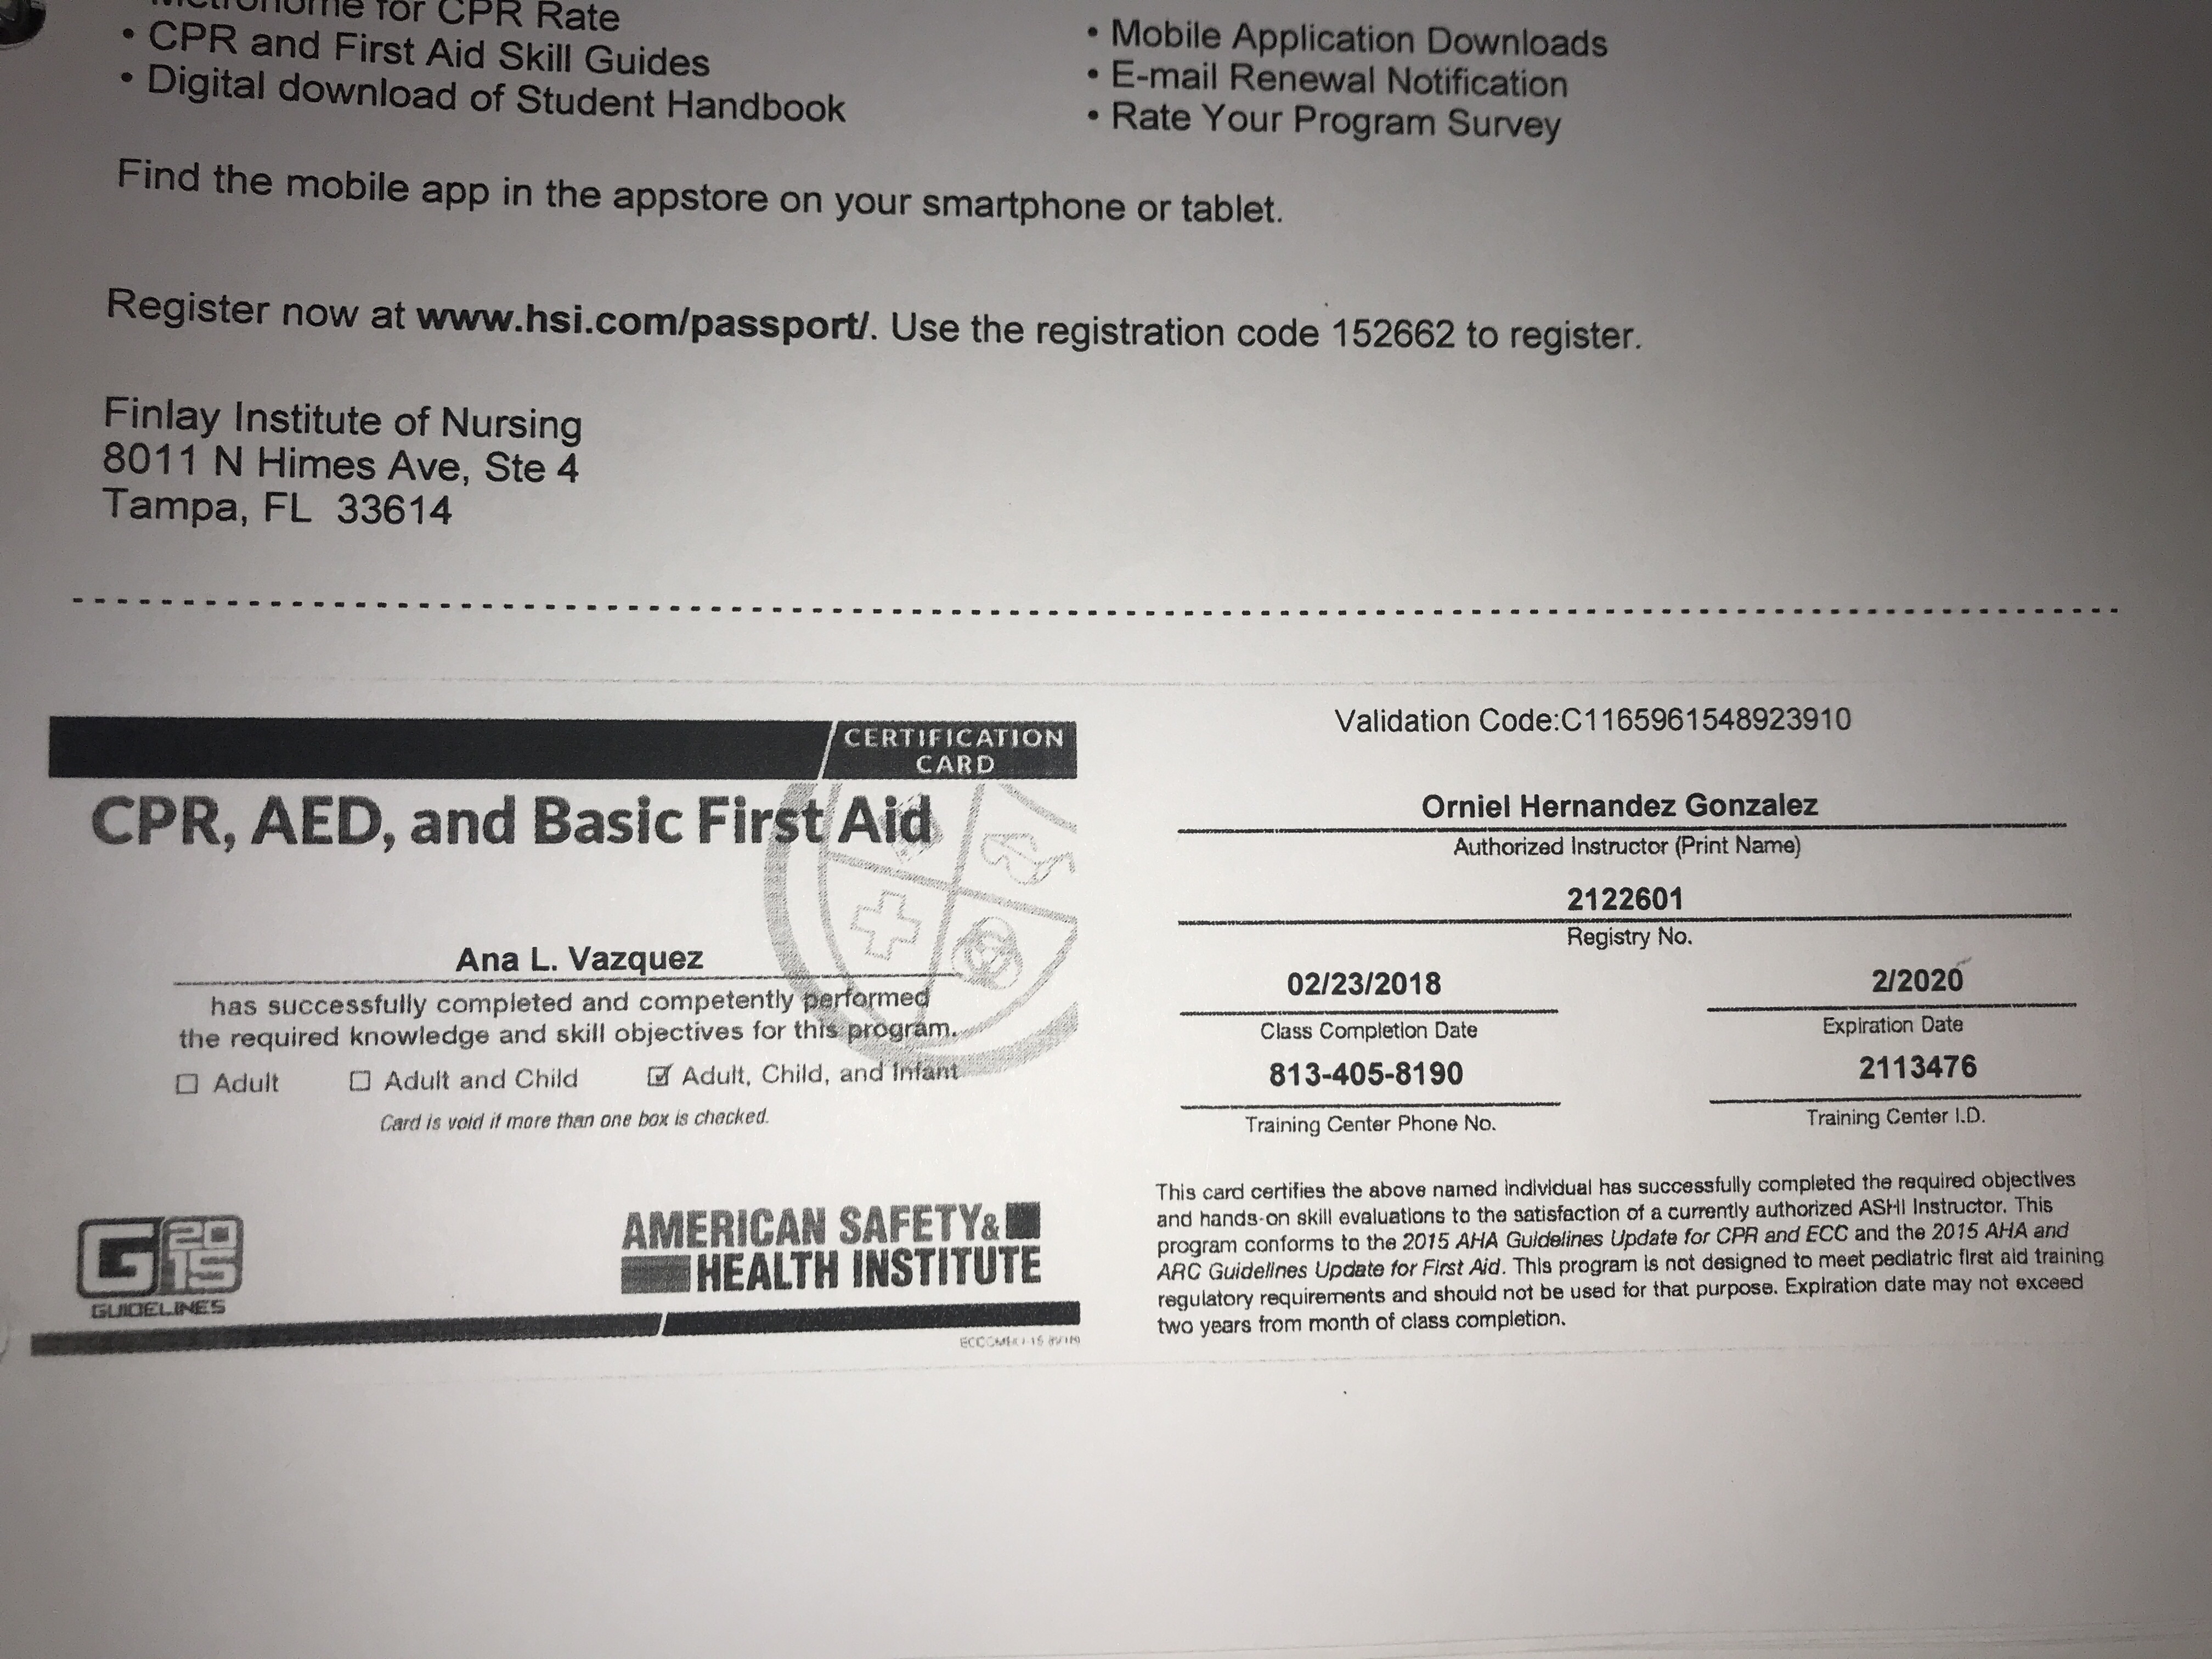 for CPR Rate
• CPR and First Aid Skill Guides
• Digital download of Student Handbook
• Mobile Application Downloads
• E-mail Renewal Notification
• Rate Your Program Survey
Find the mobile app in the appstore on your smartphone or tablet.
Register now at www.hsi.com/passport/. Use the registration code 152662 to register.
Finlay Institute of Nursing
8011 N Himes Ave, Ste 4
Tampa, FL 33614
CERTIFICATION
CARD
CPR, AED, and Basic First Aid
Ana L. Vazquez
has successfully completed and competently performed
the required knowledge and skill objectives for this program.
☐ Adult ☐ Adult and Child ☑ Adult, Child, and Infant
Card is void if more than one box is checked.
G2015
GUIDELINES
AMERICAN SAFETY&
HEALTH INSTITUTE
Validation Code:C116596154892​3910
Orniel Hernandez Gonzalez
Authorized Instructor (Print Name)
2122601
Registry No.
02/23/2018 2/2020
Class Completion Date Expiration Date
813-405-8190 2113476
Training Center Phone No. Training Center I.D.
This card certifies the above named individual has successfully completed the required objectives
and hands-on skill evaluations to the satisfaction of a currently authorized ASHI Instructor. This
program conforms to the 2015 AHA Guidelines Update for CPR and ECC and the 2015 AHA and
ARC Guidelines Update for First Aid. This program is not designed to meet pediatric first aid training
regulatory requirements and should not be used for that purpose. Expiration date may not exceed
two years from month of class completion.